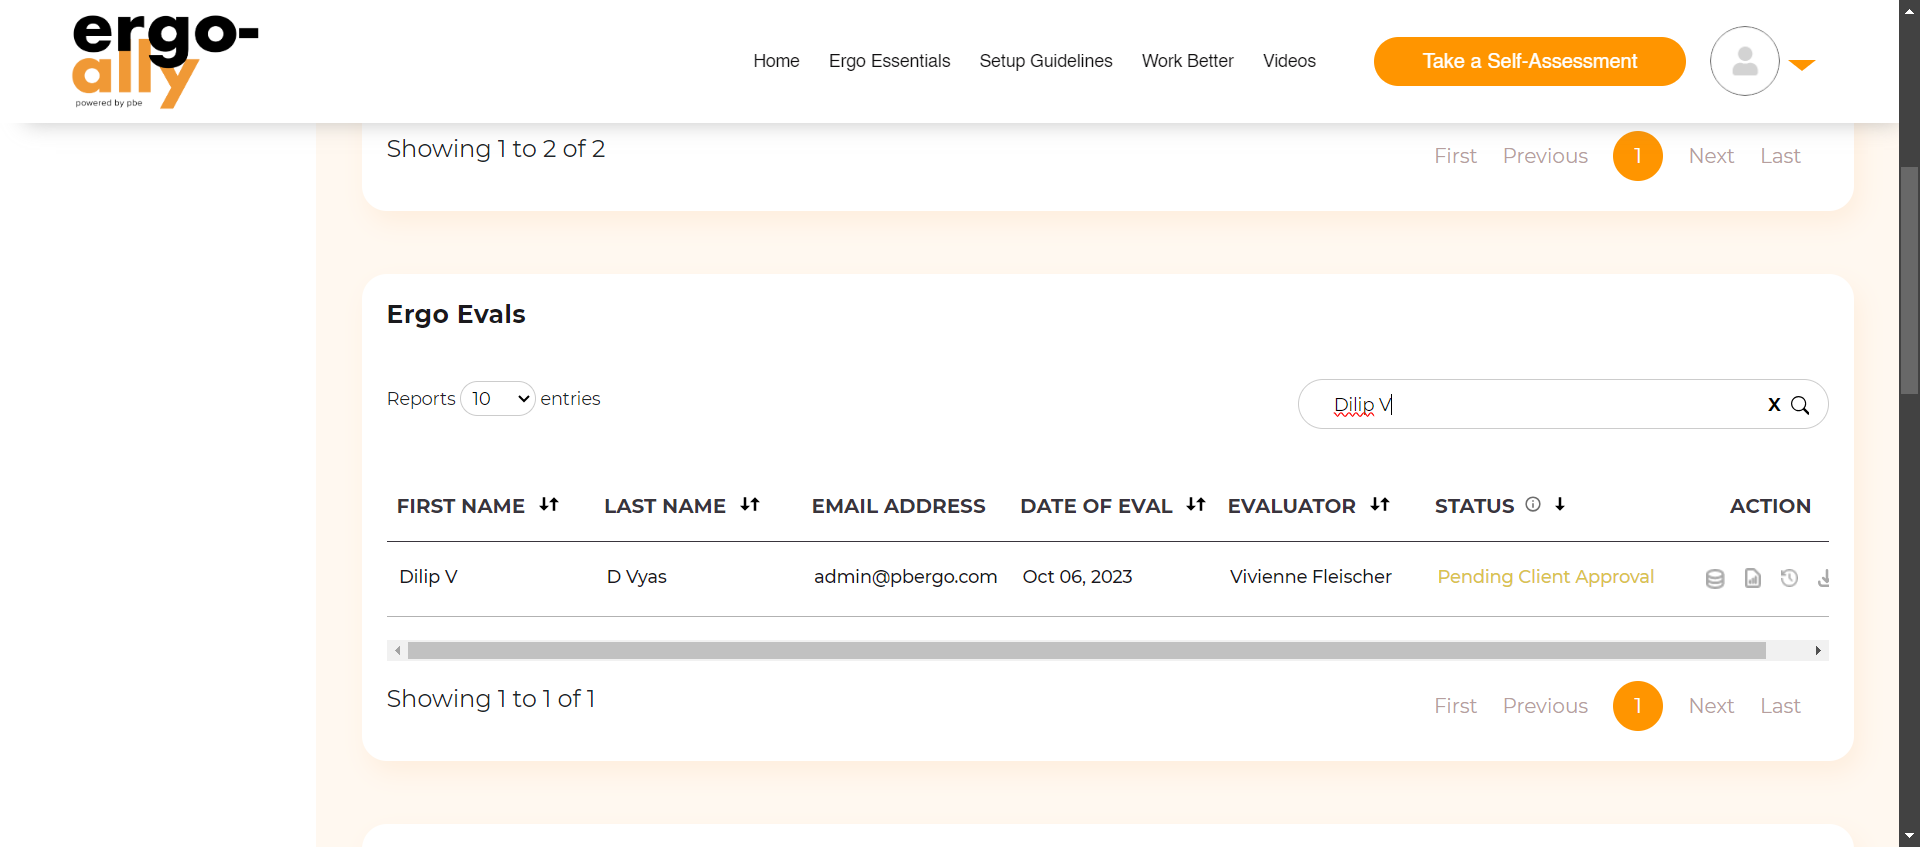 ergo-
ally
powered by pbe
Home Ergo Essentials Setup Guidelines Work Better Videos Take a Self-Assessment
Showing 1 to 2 of 2
First Previous 1 Next Last
Ergo Evals
Reports 10 entries
Dilip V X
FIRST NAME LAST NAME EMAIL ADDRESS DATE OF EVAL EVALUATOR STATUS ACTION
Dilip V D Vyas admin@pbergo.com Oct 06, 2023 Vivienne Fleischer Pending Client Approval
Showing 1 to 1 of 1
First Previous 1 Next Last